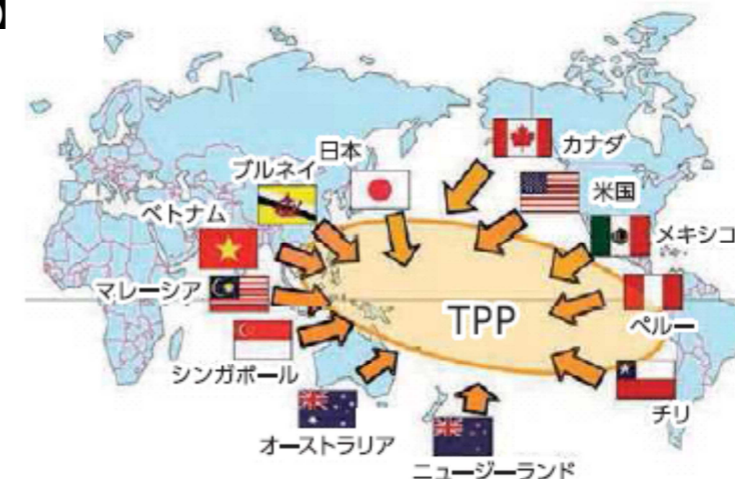 カナダ
日本
ブルネイ
米国
ベトナム
メキシコ
マレーシア
TPP
ペルー
シンガポール
チリ
オーストラリア
ニュージーランド